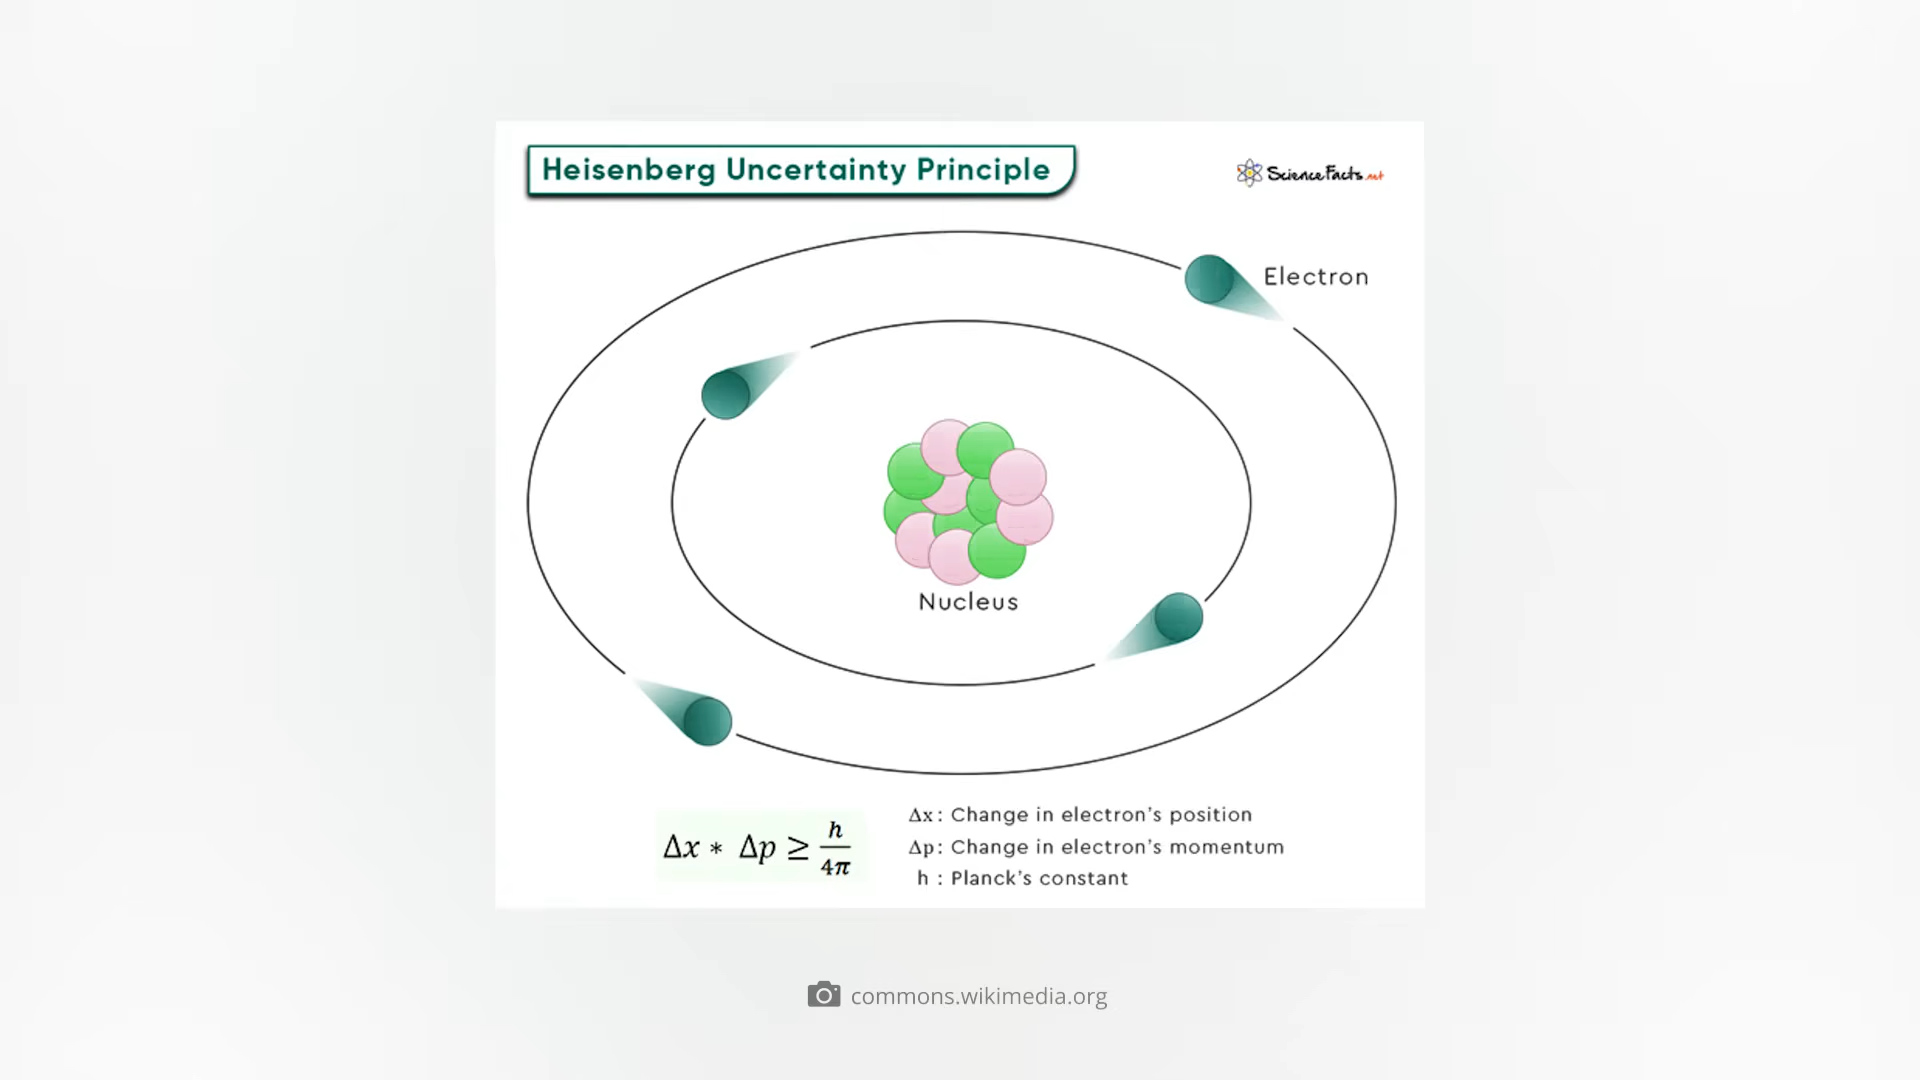 Heisenberg Uncertainty Principle
ScienceFacts.net
Electron
Nucleus
Δx * Δp ≥ h/4π
Δx : Change in electron's position
Δp : Change in electron's momentum
h : Planck's constant
commons.wikimedia.org